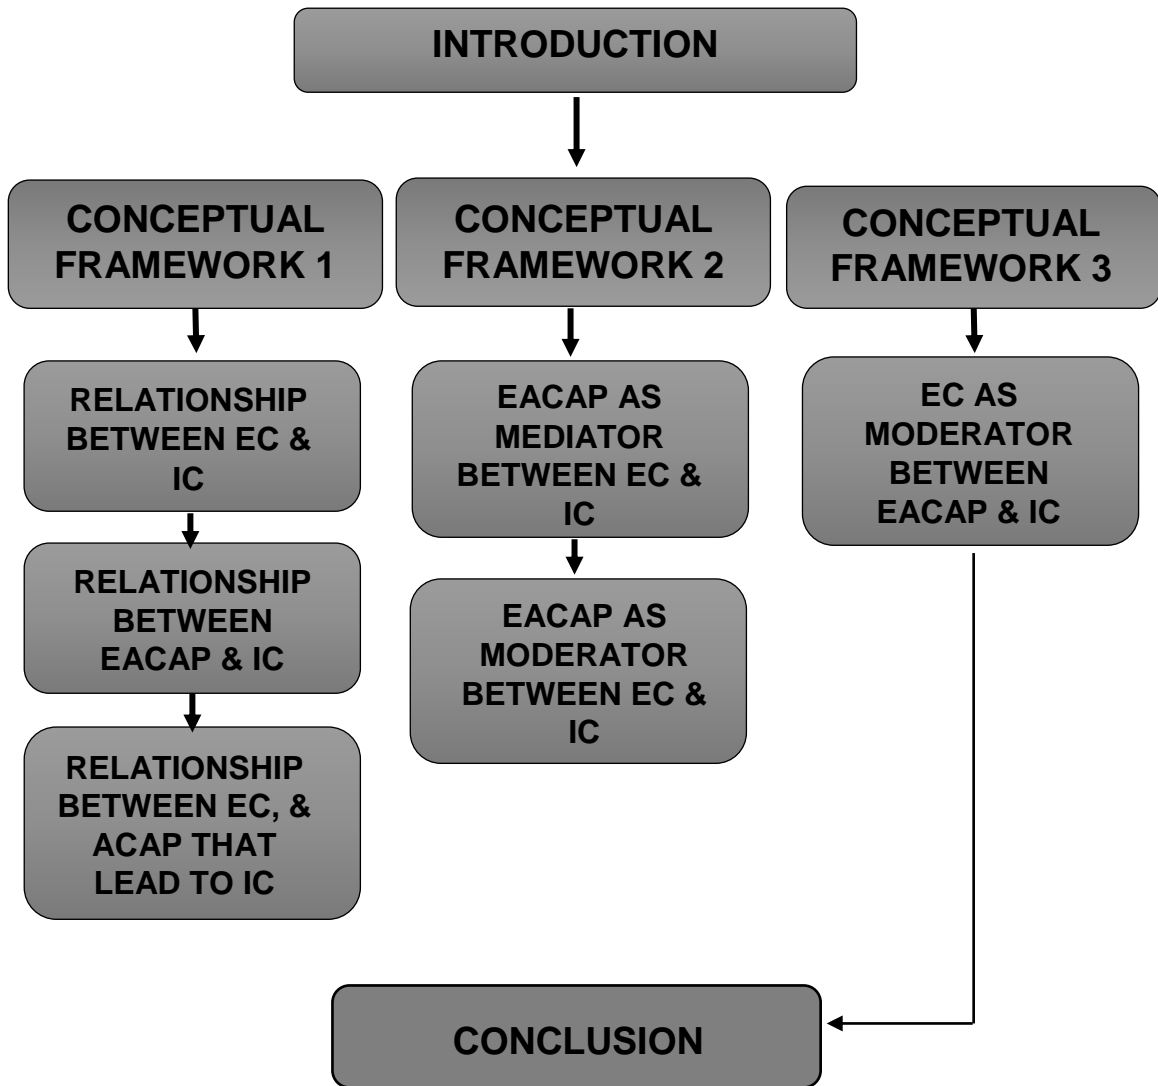 INTRODUCTION
CONCEPTUAL
FRAMEWORK 1
RELATIONSHIP
BETWEEN EC &
IC
RELATIONSHIP
BETWEEN
EACAP & IC
RELATIONSHIP
BETWEEN EC, &
ACAP THAT
LEAD TO IC
CONCEPTUAL
FRAMEWORK 2
EACAP AS
MEDIATOR
BETWEEN EC &
IC
EACAP AS
MODERATOR
BETWEEN EC &
IC
CONCEPTUAL
FRAMEWORK 3
EC AS
MODERATOR
BETWEEN
EACAP & IC
CONCLUSION